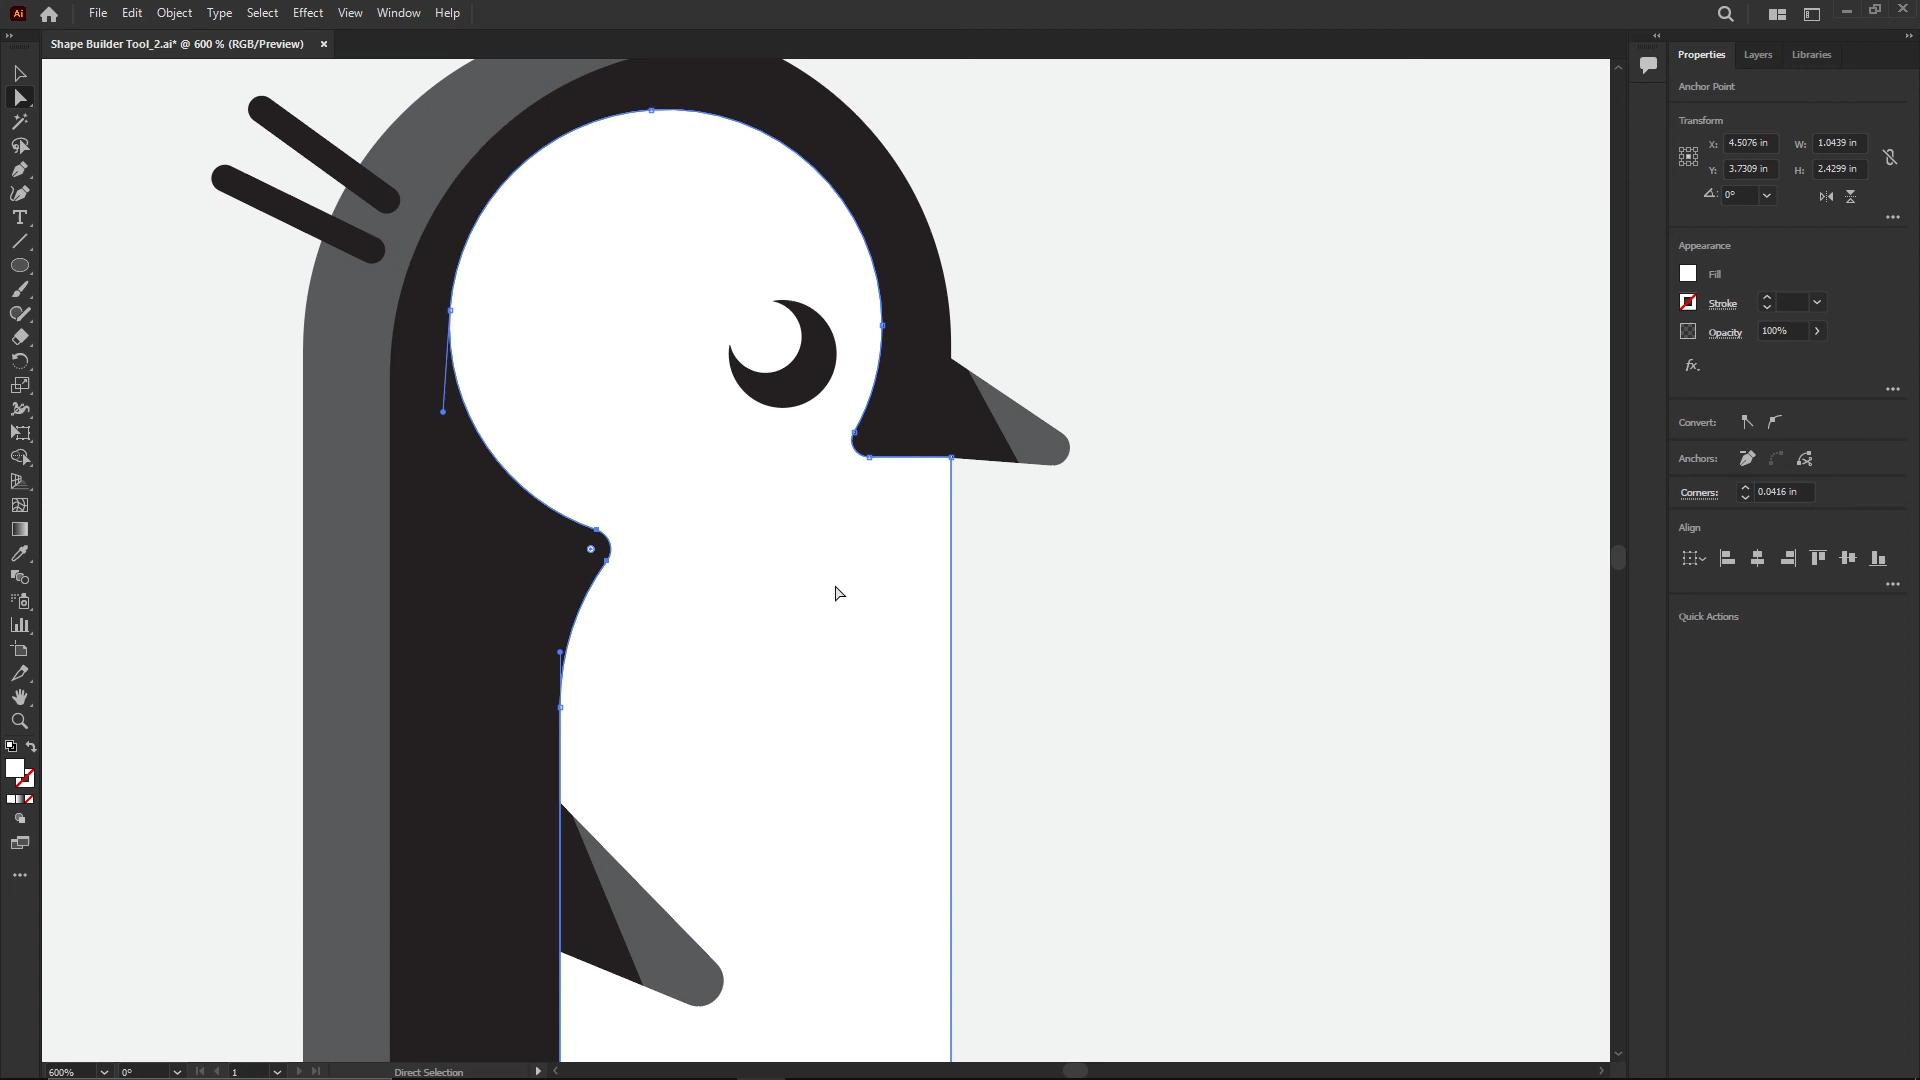 Ai File Edit Object Type Select Effect View Window Help
Shape Builder Tool_2.ai* @ 600 % (RGB/Preview) ×
Properties Layers Libraries
Anchor Point
Transform
X: 4.5076 in W: 1.0439 in
Y: 3.7309 in H: 2.4299 in
0°
Appearance
Fill
Stroke
Opacity 100%
fx.
Convert:
Anchors:
Corners: 0.0416 in
Align
Quick Actions
600% 0° 1 Direct Selection